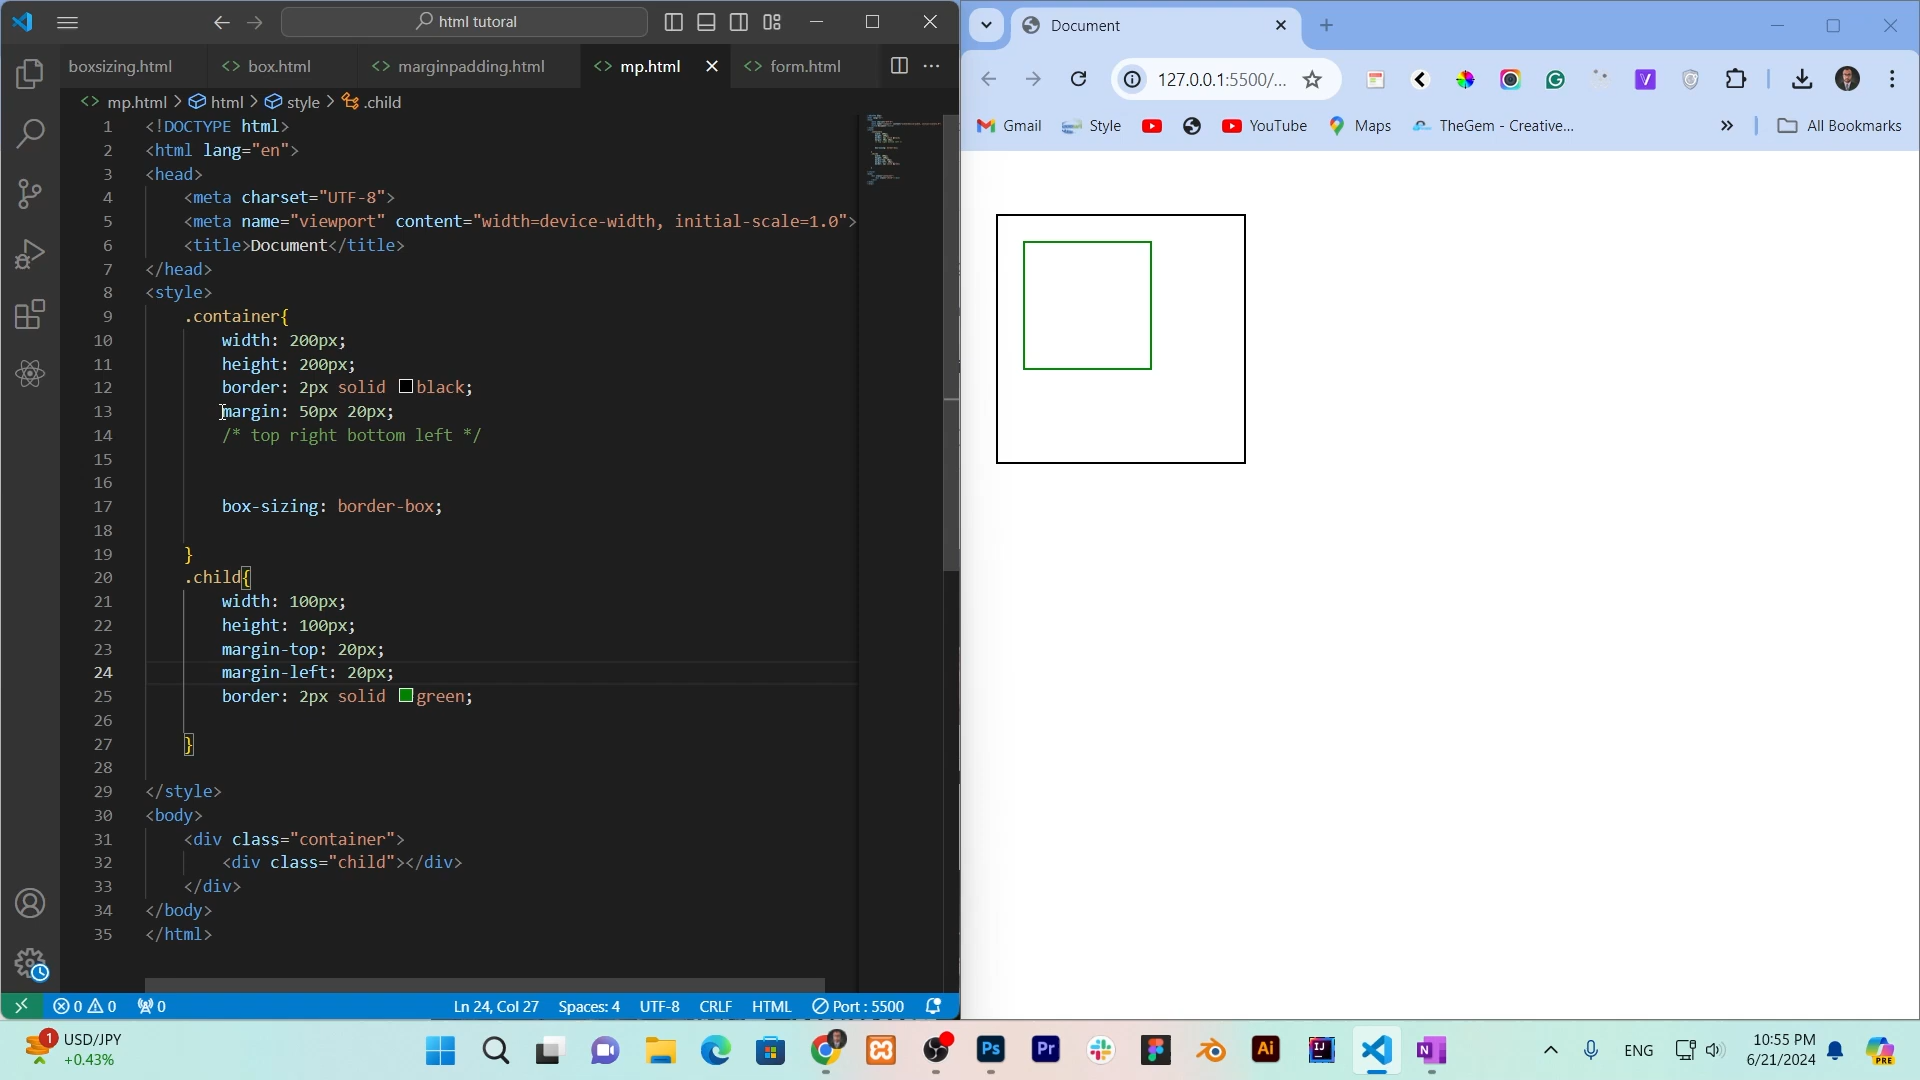 html tutoral
boxsizing.html
box.html
marginpadding.html
mp.html
form.html
mp.html > html > style > .child
1 <!DOCTYPE html>
2 <html lang="en">
3 <head>
4 <meta charset="UTF-8">
5 <meta name="viewport" content="width=device-width, initial-scale=1.0">
6 <title>Document</title>
7 </head>
8 <style>
9 .container{
10 width: 200px;
11 height: 200px;
12 border: 2px solid black;
13 margin: 50px 20px;
14 /* top right bottom left */
15
16
17 box-sizing: border-box;
18
19 }
20 .child{
21 width: 100px;
22 height: 100px;
23 margin-top: 20px;
24 margin-left: 20px;
25 border: 2px solid green;
26
27 }
28
29 </style>
30 <body>
31 <div class="container">
32 <div class="child"></div>
33 </div>
34 </body>
35 </html>
0 0 0 Ln 24, Col 27 Spaces: 4 UTF-8 CRLF HTML Port : 5500
Document
127.0.0.1:5500/...
Gmail Style YouTube Maps TheGem - Creative... » All Bookmarks
1 USD/JPY
+0.43%
Ps Pr Ai IJ N
ENG
10:55 PM
6/21/2024
PRE